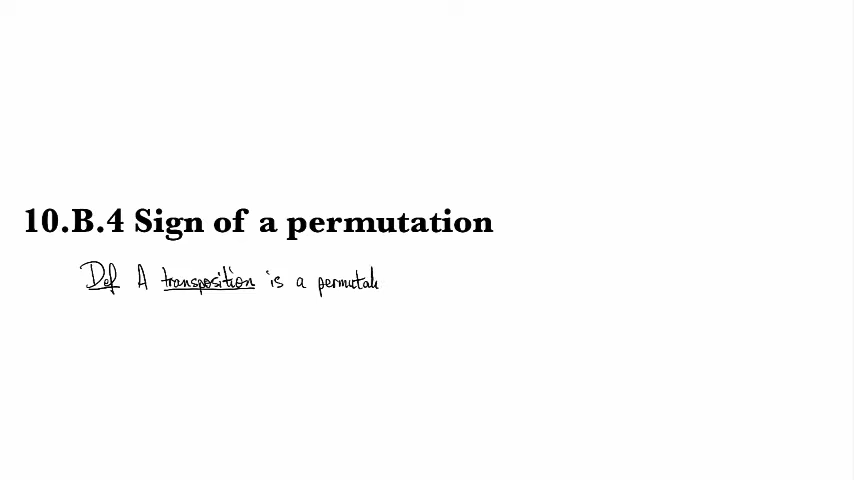 10.B.4 Sign of a permutation
Def A transposition is a permutati